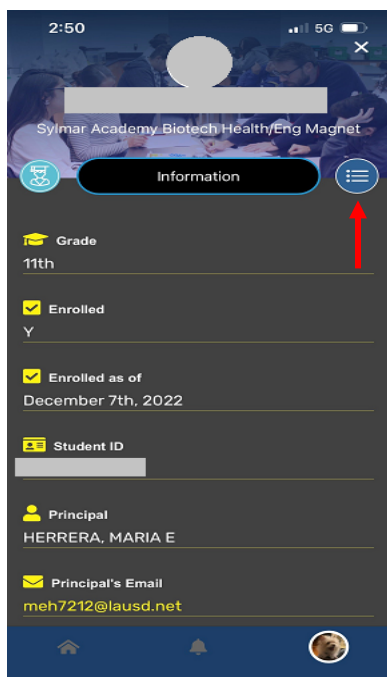 2:50
5G
Sylmar Academy Biotech Health/Eng Magnet
Information
Grade
11th
Enrolled
Y
Enrolled as of
December 7th, 2022
Student ID
Principal
HERRERA, MARIA E
Principal's Email
meh7212@lausd.net